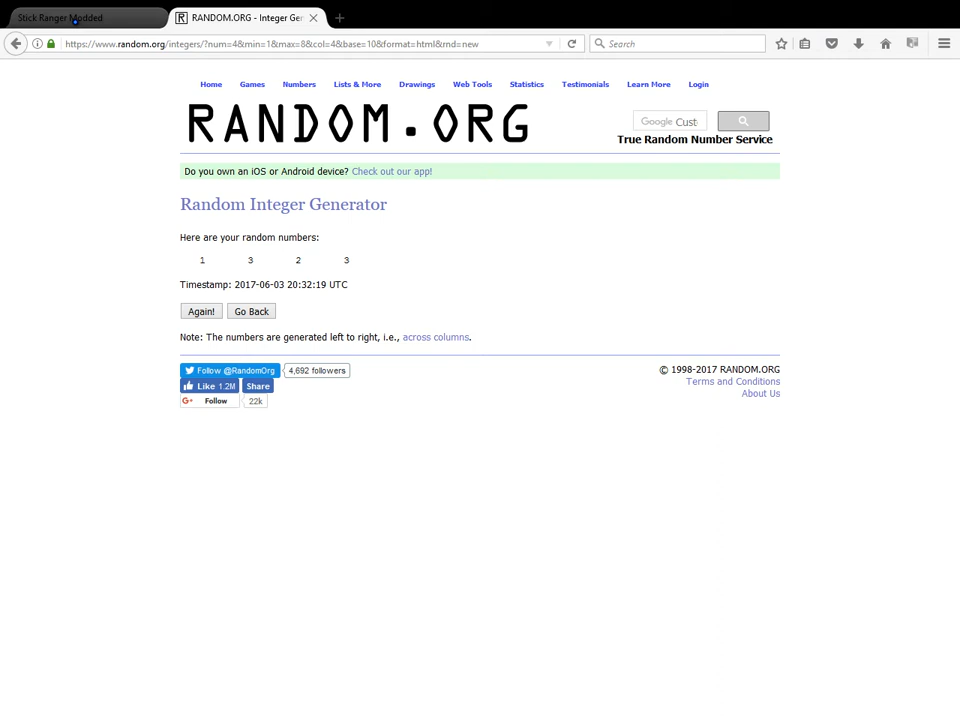 Stick Ranger Modded
RANDOM.ORG - Integer Ger
https://www.random.org/integers/?num=4&min=1&max=8&col=4&base=10&format=html&rnd=new
Search
Home Games Numbers Lists & More Drawings Web Tools Statistics Testimonials Learn More Login
RANDOM.ORG
Google Cust
True Random Number Service
Do you own an iOS or Android device? Check out our app!
Random Integer Generator
Here are your random numbers:
1 3 2 3
Timestamp: 2017-06-03 20:32:19 UTC
Again! Go Back
Note: The numbers are generated left to right, i.e., across columns.
Follow @RandomOrg 4,692 followers
Like 1.2M Share
G+ Follow 22k
© 1998-2017 RANDOM.ORG
Terms and Conditions
About Us